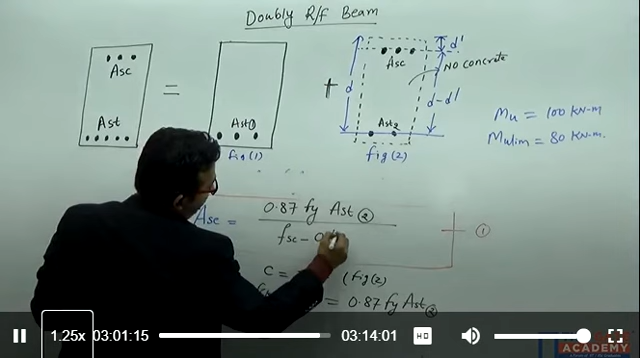 Doubly R/f Beam
Asc
Ast
=
Ast①
fig(1)
+
Asc
Ast2
fig(2)
d
d'
d-d'
NO concrete
Mu = 100 kN-m
Mulim = 80 kN-m.
Asc = 0.87 fy Ast②
fsc - 0
①
C =
(fig(2)
= 0.87 fy Ast②
1.25x
03:01:15
03:14:01
HD
ACADEMY